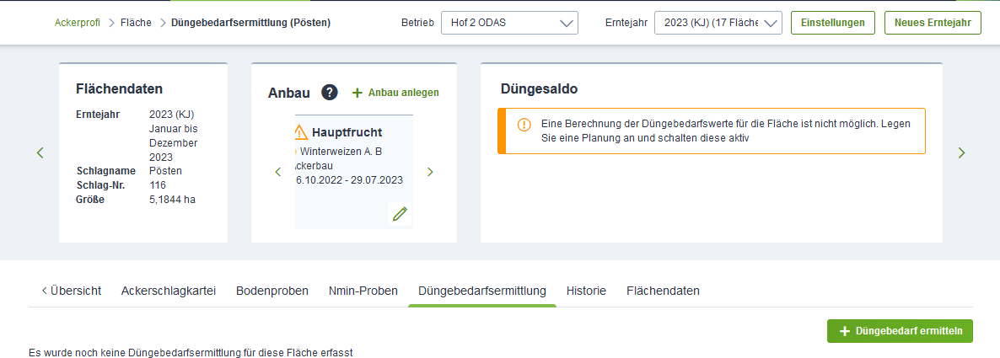 Ackerprofi > Fläche > Düngebedarfsermittlung (Pösten)
Betrieb Hof 2 ODAS
Erntejahr 2023 (KJ) (17 Fläche
Einstellungen
Neues Erntejahr
Flächendaten
Erntejahr 2023 (KJ)
Januar bis
Dezember
2023
Schlagname Pösten
Schlag-Nr. 116
Größe 5,1844 ha
Anbau ? + Anbau anlegen
Hauptfrucht
Winterweizen A. B
ckerbau
6.10.2022 - 29.07.2023
Düngesaldo
Eine Berechnung der Düngebedarfswerte für die Fläche ist nicht möglich. Legen
Sie eine Planung an und schalten diese aktiv
< Übersicht Ackerschlagkartei Bodenproben Nmin-Proben Düngebedarfsermittlung Historie Flächendaten
+ Düngebedarf ermitteln
Es wurde noch keine Düngebedarfsermittlung für diese Fläche erfasst